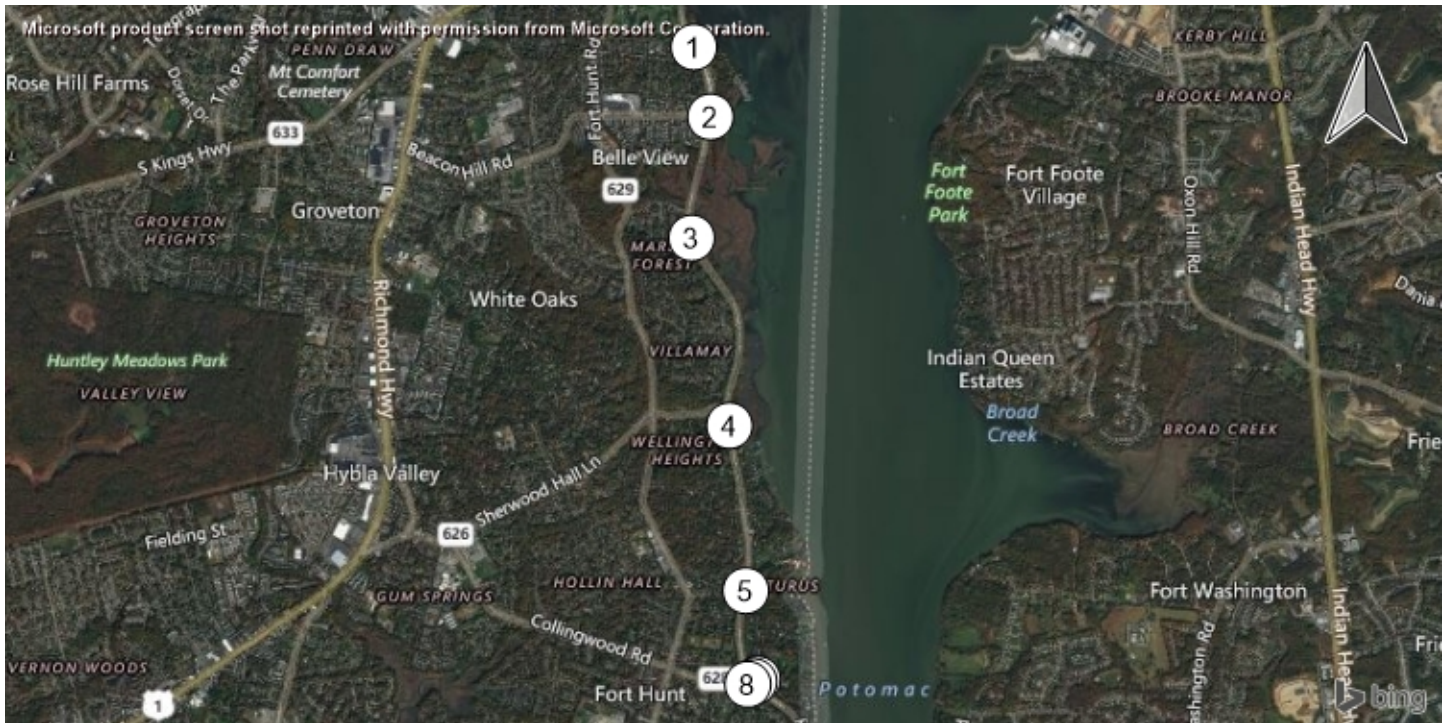 Microsoft product screen shot reprinted with permission from Microsoft Corporation.
PENN DRAW
Mt Comfort
Cemetery
Rose Hill Farms
The Parkway
Dorset Dr
633
S Kings Hwy
Beacon Hill Rd
Fort Hunt Rd
Belle View
629
Groveton
GROVETON
HEIGHTS
1
2
3
FOREST
White Oaks
Richmond Hwy
VILLAMAY
Huntley Meadows Park
VALLEY VIEW
4
HEIGHTS
Hybla Valley
Sherwood Hall Ln
Fielding St
626
GUM SPRINGS
HOLLIN HALL
5
Collingwood Rd
628
8
Fort Hunt
VERNON WOODS
1
Potomac
KERBY HILL
BROOKE MANOR
Fort
Foote
Park
Fort Foote
Village
Oxon Hill Rd
Indian Head Hwy
Indian Queen
Estates
Broad
Creek
BROAD CREEK
Fort Washington
bing